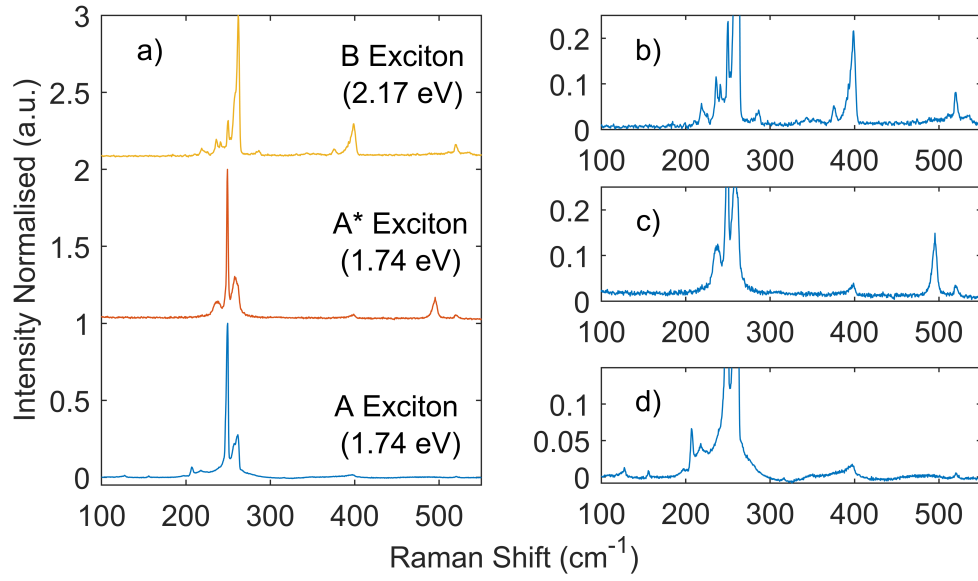 3
a)
B Exciton
(2.17 eV)
2.5
2
A* Exciton
(1.74 eV)
1.5
1
A Exciton
(1.74 eV)
0.5
0
100 200 300 400 500
Intensity Normalised (a.u.)
b)
0.2
0.1
0
100 200 300 400 500
c)
0.2
0.1
0
100 200 300 400 500
d)
0.1
0.05
0
100 200 300 400 500
Raman Shift (cm⁻¹)